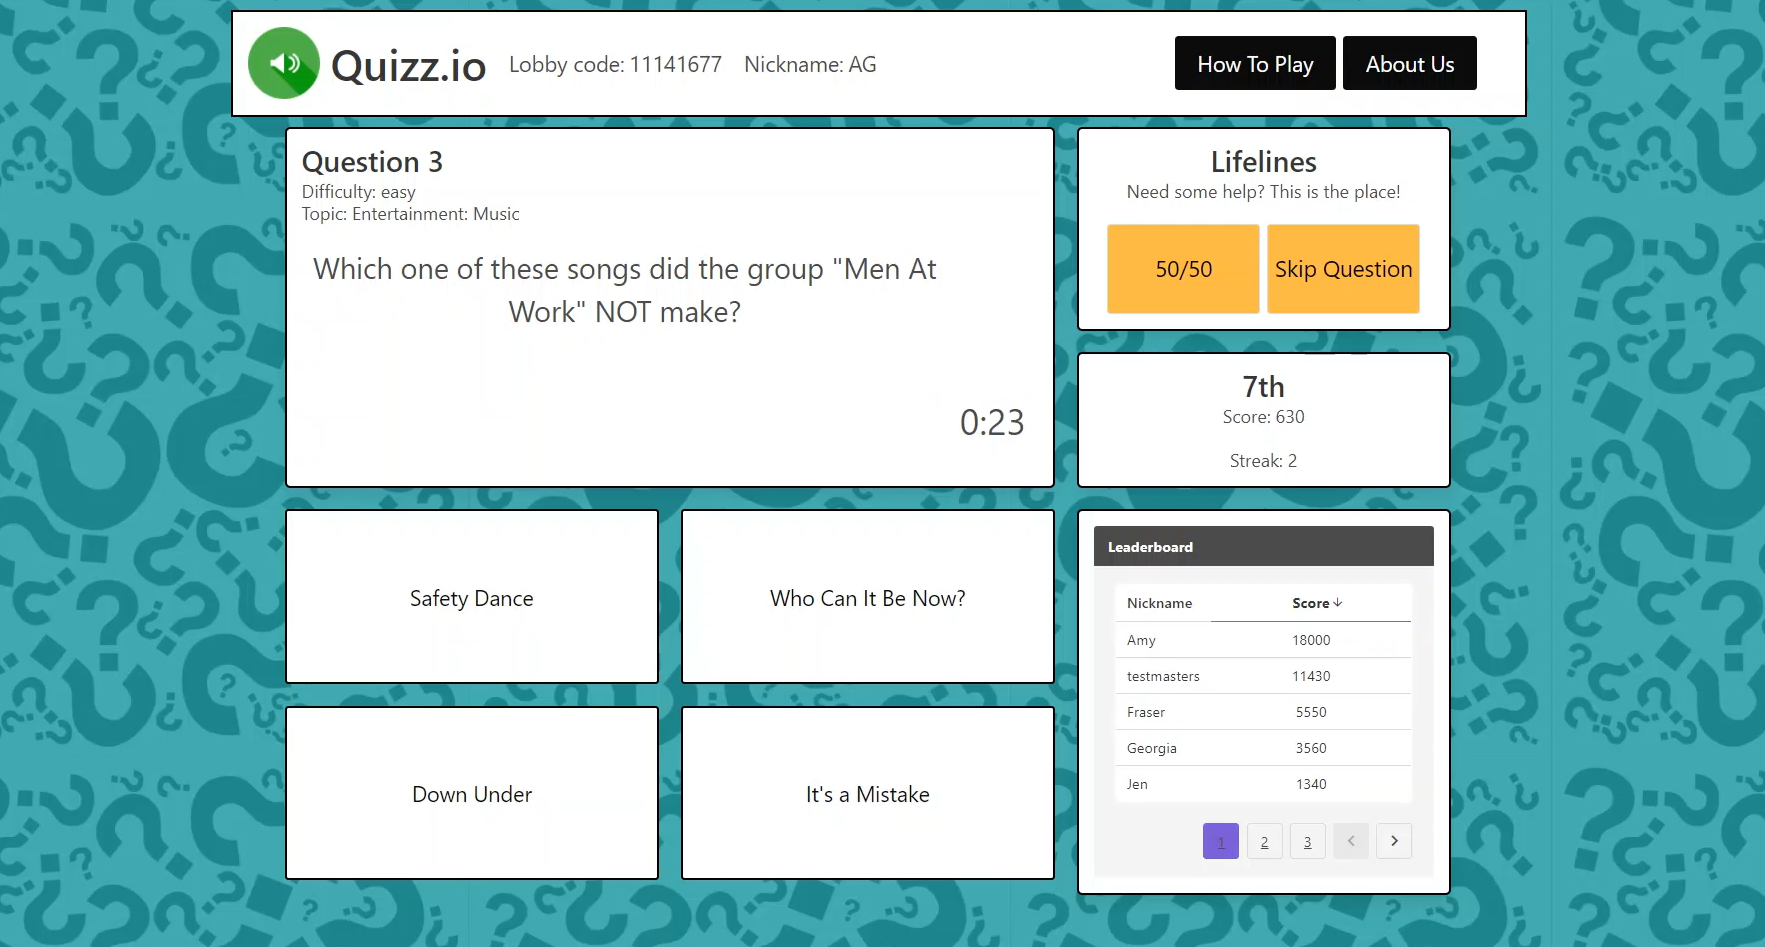 Quizz.io Lobby code: 11141677 Nickname: AG How To Play About Us
Question 3
Difficulty: easy
Topic: Entertainment: Music
Which one of these songs did the group "Men At
Work" NOT make?
0:23
Lifelines
Need some help? This is the place!
50/50 Skip Question
7th
Score: 630
Streak: 2
Safety Dance
Who Can It Be Now?
Down Under
It's a Mistake
Leaderboard
Nickname Score↓
Amy 18000
testmasters 11430
Fraser 5550
Georgia 3560
Jen 1340
1 2 3 < >